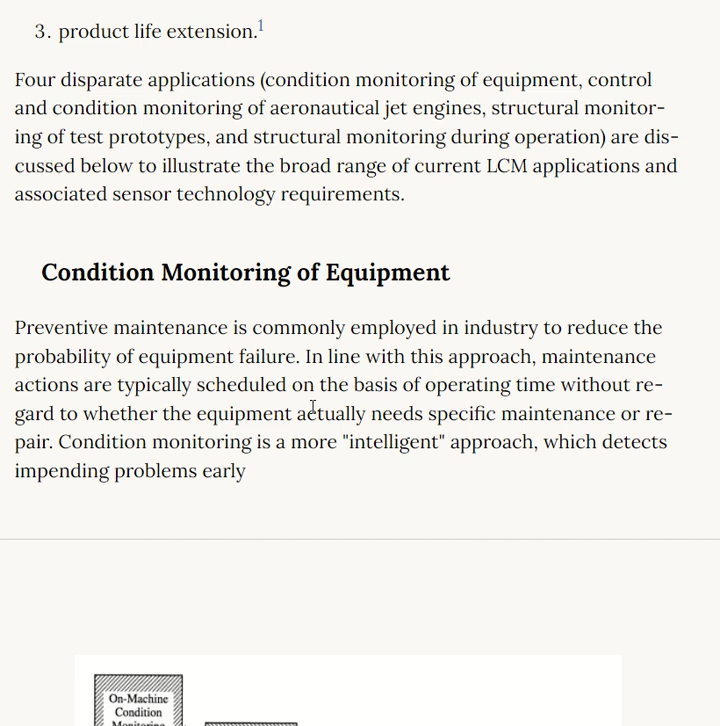 3. product life extension.1
Four disparate applications (condition monitoring of equipment, control
and condition monitoring of aeronautical jet engines, structural monitor-
ing of test prototypes, and structural monitoring during operation) are dis-
cussed below to illustrate the broad range of current LCM applications and
associated sensor technology requirements.
Condition Monitoring of Equipment
Preventive maintenance is commonly employed in industry to reduce the
probability of equipment failure. In line with this approach, maintenance
actions are typically scheduled on the basis of operating time without re-
gard to whether the equipment actually needs specific maintenance or re-
pair. Condition monitoring is a more "intelligent" approach, which detects
impending problems early
On-Machine
Condition
Monitoring